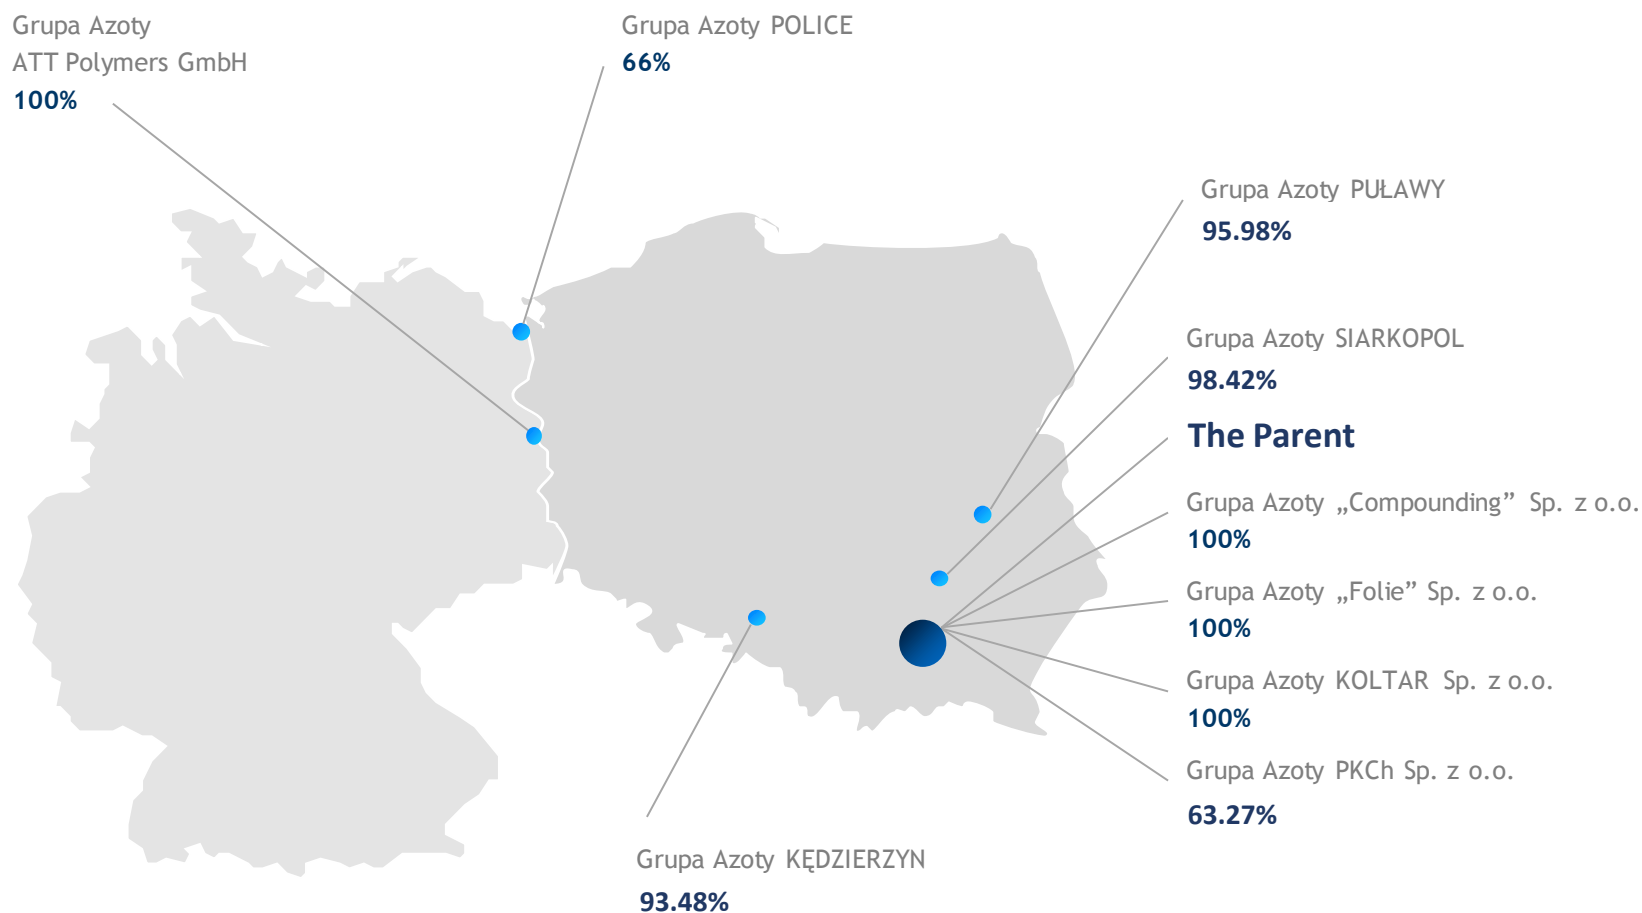 Grupa Azoty
ATT Polymers GmbH
100%
Grupa Azoty POLICE
66%
Grupa Azoty PUŁAWY
95.98%
Grupa Azoty SIARKOPOL
98.42%
The Parent
Grupa Azoty „Compounding” Sp. z o.o.
100%
Grupa Azoty „Folie” Sp. z o.o.
100%
Grupa Azoty KOLTAR Sp. z o.o.
100%
Grupa Azoty PKCh Sp. z o.o.
63.27%
Grupa Azoty KĘDZIERZYN
93.48%